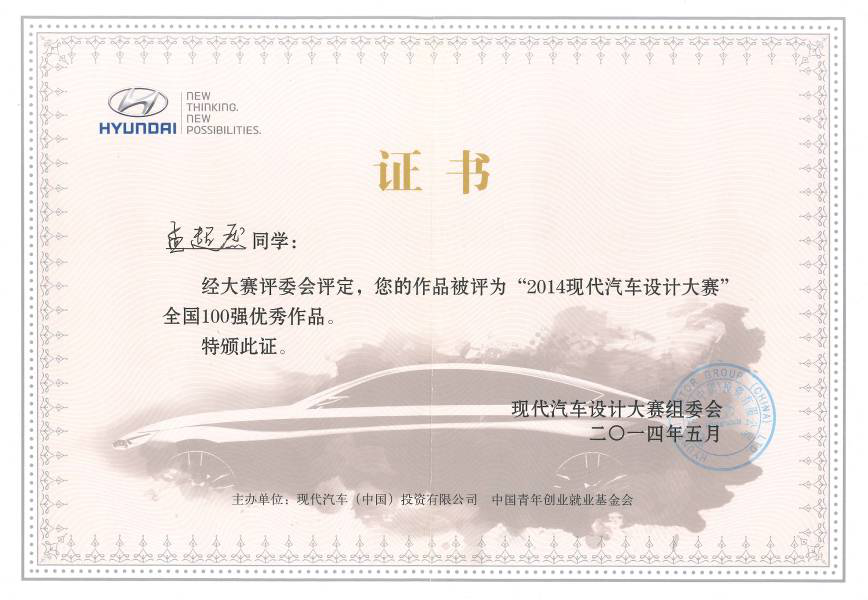 HYUNDAI
NEW
THINKING.
NEW
POSSIBILITIES.
证书
孟超 同学：
经大赛评委会评定，您的作品被评为“2014现代汽车设计大赛”
全国100强优秀作品。
特颁此证。
现代汽车设计大赛组委会
二〇一四年五月
GROUP (CHINA)
主办单位：现代汽车（中国）投资有限公司 中国青年创业就业基金会